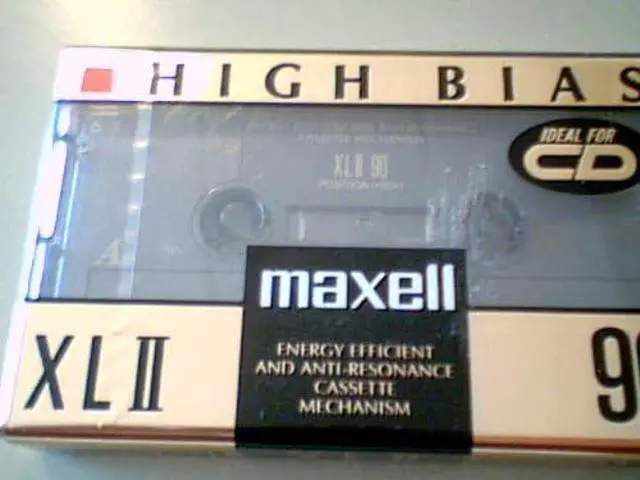 HIGH BIAS
IDEAL FOR
CD
XL II 90
POSITION • HIGH
A
maxell
XL II
90
ENERGY EFFICIENT
AND ANTI-RESONANCE
CASSETTE
MECHANISM